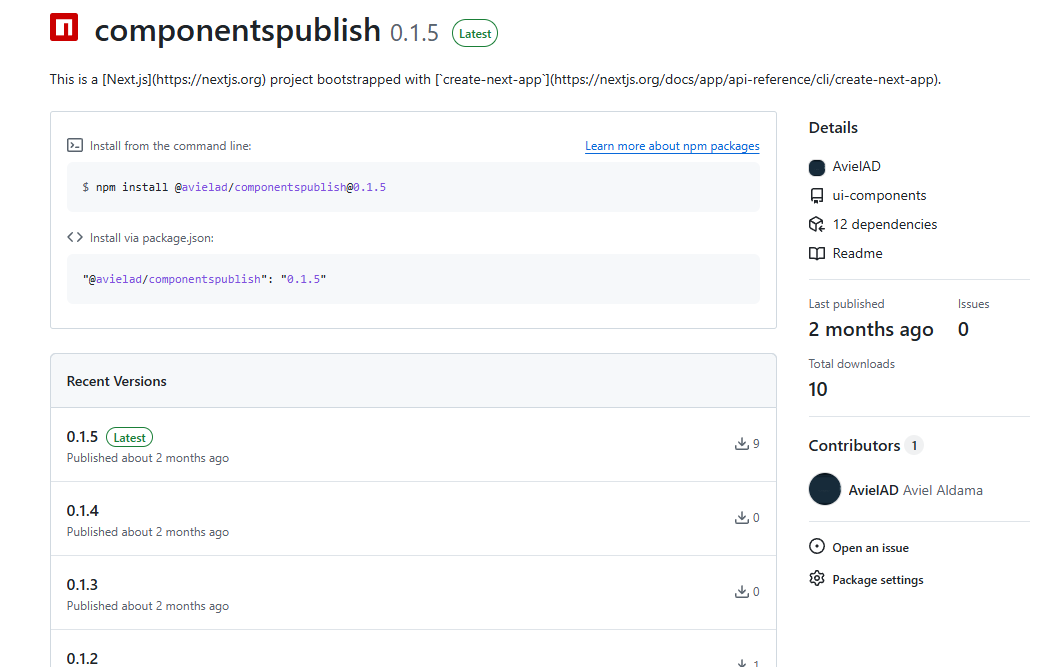 componentspublish 0.1.5 Latest
This is a [Next.js](https://nextjs.org) project bootstrapped with [`create-next-app`](https://nextjs.org/docs/app/api-reference/cli/create-next-app).
Install from the command line:
Learn more about npm packages
$ npm install @avielad/componentspublish@0.1.5
Install via package.json:
"@avielad/componentspublish": "0.1.5"
Recent Versions
0.1.5 Latest
Published about 2 months ago
9
0.1.4
Published about 2 months ago
0
0.1.3
Published about 2 months ago
0
0.1.2
1
Details
AvielAD
ui-components
12 dependencies
Readme
Last published
Issues
2 months ago
0
Total downloads
10
Contributors 1
AvielAD Aviel Aldama
Open an issue
Package settings